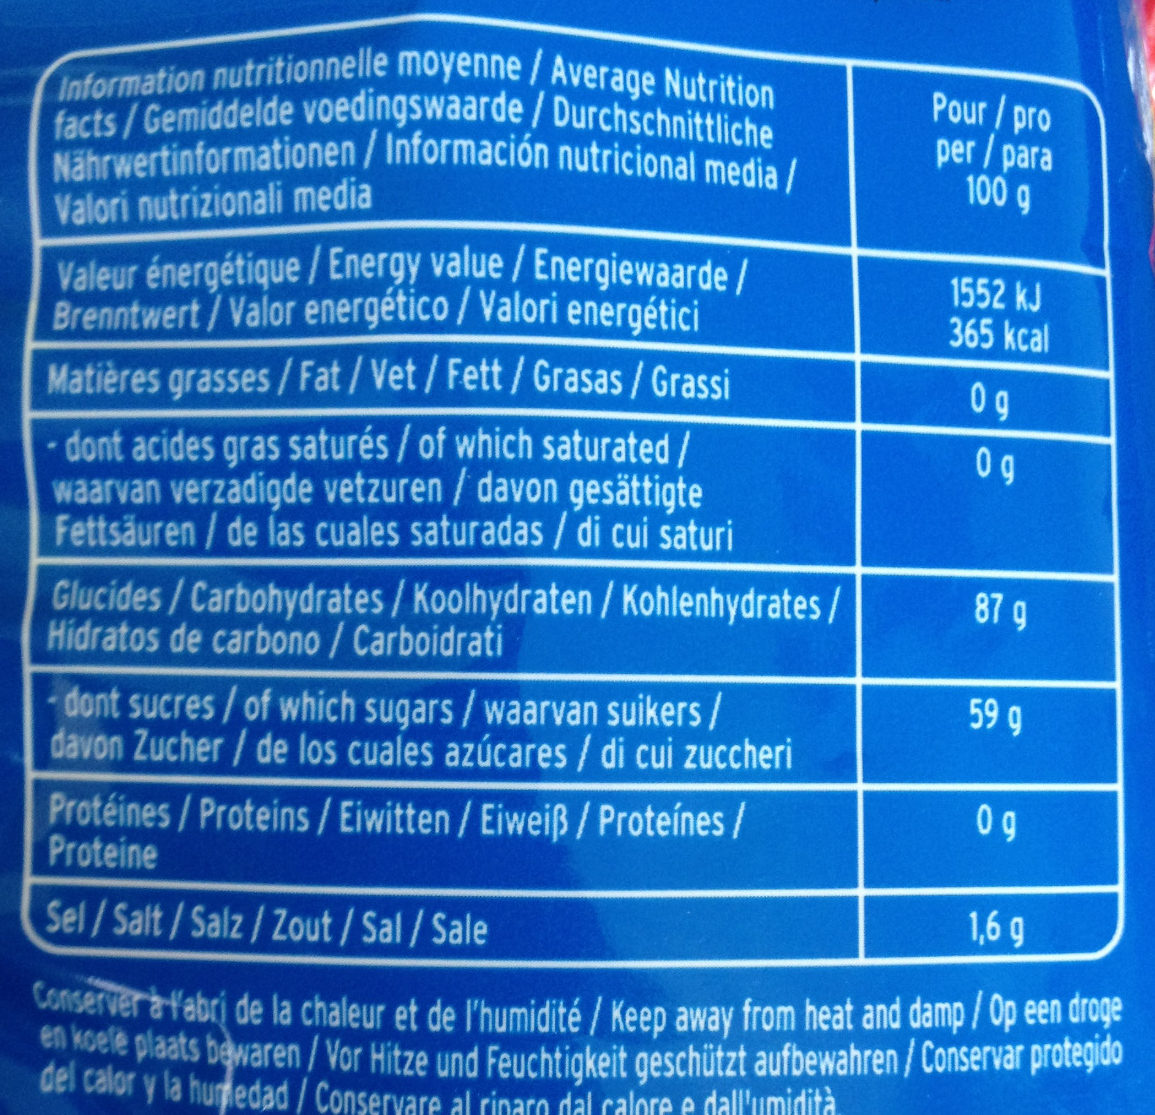 Information nutritionnelle moyenne / Average Nutrition
facts / Gemiddelde voedingswaarde / Durchschnittliche
Nährwertinformationen / Información nutricional media /
Valori nutrizionali media
Pour / pro
per / para
100 g
Valeur énergétique / Energy value / Energiewaarde /
Brenntwert / Valor energético / Valori energétici
1552 kJ
365 kcal
Matières grasses / Fat / Vet / Fett / Grasas / Grassi
0 g
- dont acides gras saturés / of which saturated /
waarvan verzadigde vetzuren / davon gesättigte
Fettsäuren / de las cuales saturadas / di cui saturi
0 g
Glucides / Carbohydrates / Koolhydraten / Kohlenhydrates /
Hidratos de carbono / Carboidrati
87 g
- dont sucres / of which sugars / waarvan suikers /
davon Zucher / de los cuales azúcares / di cui zuccheri
59 g
Protéines / Proteins / Eiwitten / Eiweiß / Proteínes /
Proteine
0 g
Sel / Salt / Salz / Zout / Sal / Sale
1,6 g
Conserver à l'abri de la chaleur et de l'humidité / Keep away from heat and damp / Op een droge
en koele plaats bewaren / Vor Hitze und Feuchtigkeit geschützt aufbewahren / Conservar protegido
del calor y la humedad / Conservare al riparo dal calore e dall'umidità